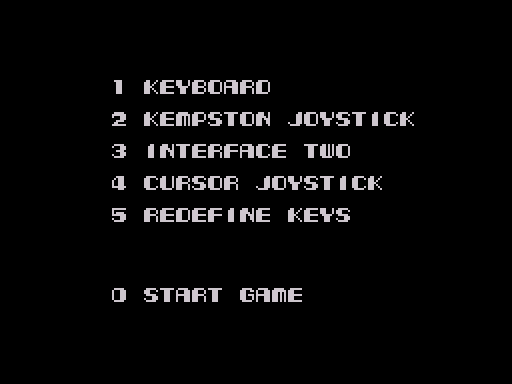 1 KEYBOARD
2 KEMPSTON JOYSTICK
3 INTERFACE TWO
4 CURSOR JOYSTICK
5 REDEFINE KEYS
0 START GAME